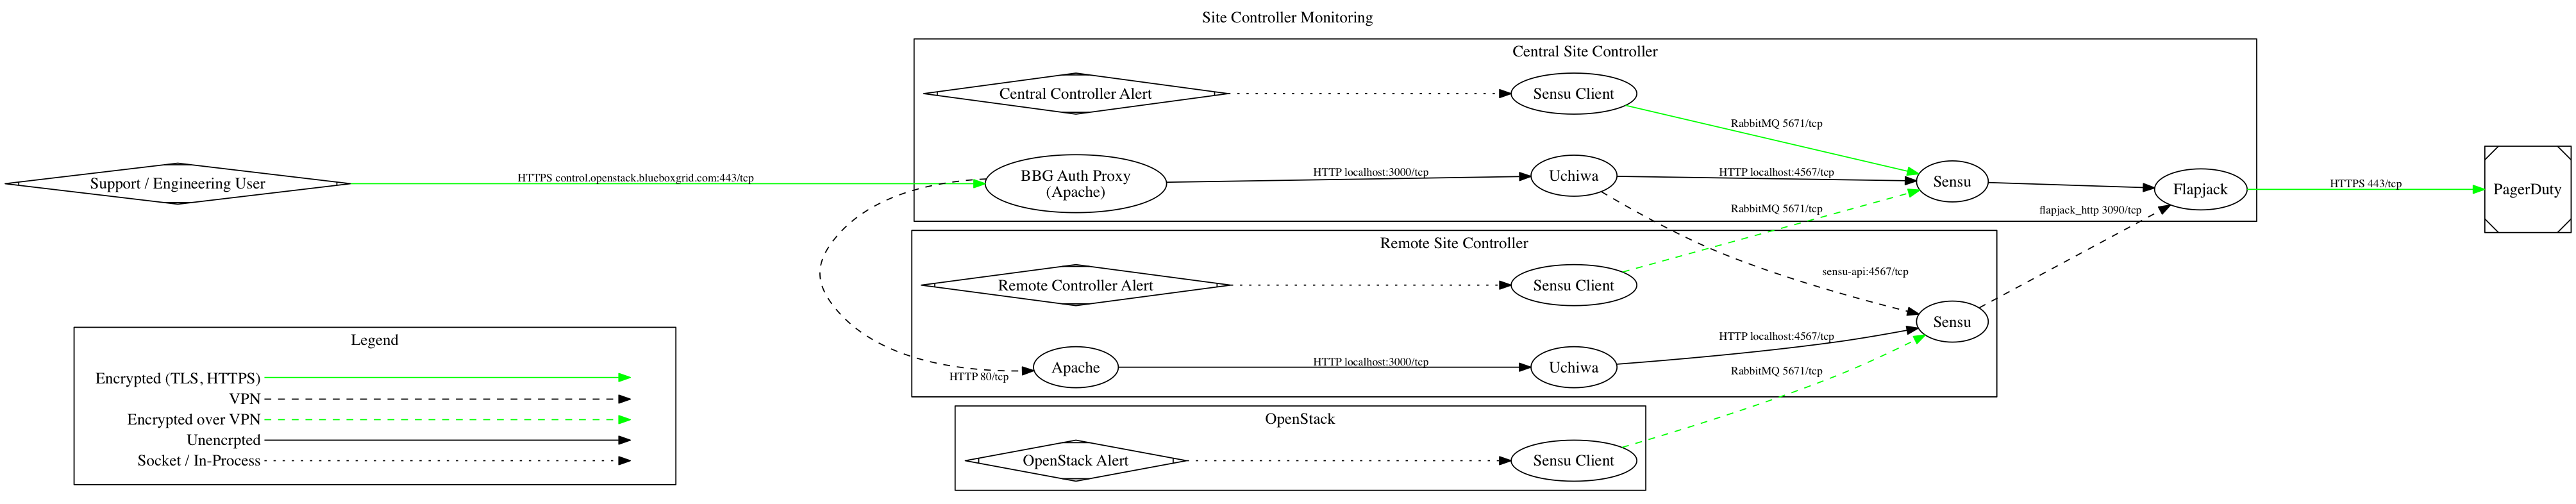 Site Controller Monitoring
Central Site Controller
Central Controller Alert
Sensu Client
RabbitMQ 5671/tcp
Support / Engineering User
HTTPS control.openstack.blueboxgrid.com:443/tcp
BBG Auth Proxy
(Apache)
HTTP localhost:3000/tcp
Uchiwa
HTTP localhost:4567/tcp
Sensu
Flapjack
HTTPS 443/tcp
PagerDuty
RabbitMQ 5671/tcp
flapjack_http 3090/tcp
Remote Site Controller
Remote Controller Alert
Sensu Client
sensu-api:4567/tcp
Sensu
HTTP 80/tcp
Apache
HTTP localhost:3000/tcp
Uchiwa
HTTP localhost:4567/tcp
RabbitMQ 5671/tcp
OpenStack
OpenStack Alert
Sensu Client
Legend
Encrypted (TLS, HTTPS)
VPN
Encrypted over VPN
Unencrpted
Socket / In-Process